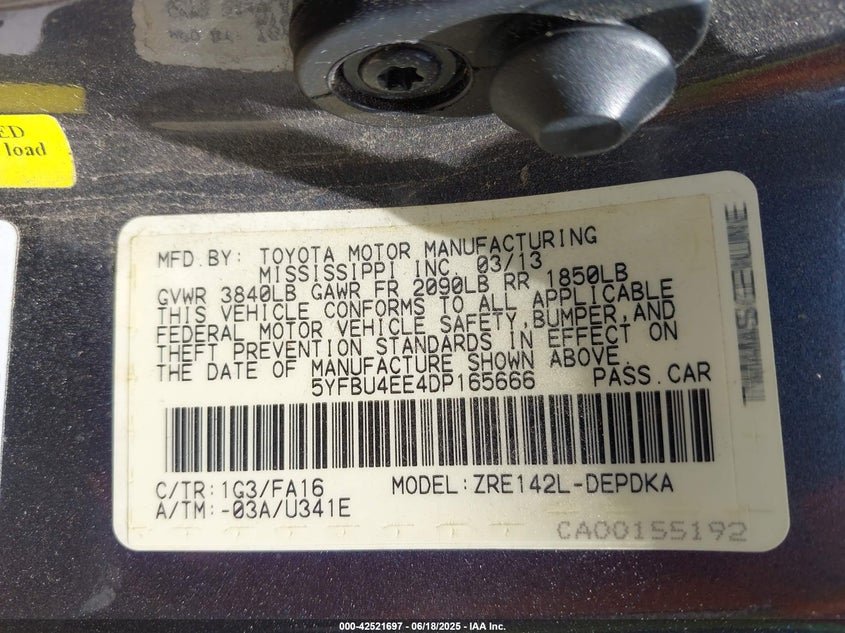 ED
load
MFD.BY: TOYOTA MOTOR MANUFACTURING
MISSISSIPPI INC. 03/13
GVWR 3840LB GAWR FR 2090LB RR 1850LB
THIS VEHICLE CONFORMS TO ALL APPLICABLE
FEDERAL MOTOR VEHICLE SAFETY,BUMPER,AND
THEFT PREVENTION STANDARDS IN EFFECT ON
THE DATE OF MANUFACTURE SHOWN ABOVE.
5YFBU4EE4DP165666 PASS.CAR
C/TR:1G3/FA16 MODEL:ZRE142L-DEPDKA
A/TM:-03A/U341E
CA00155192
000-42521697 - 06/18/2025 - IAA Inc.